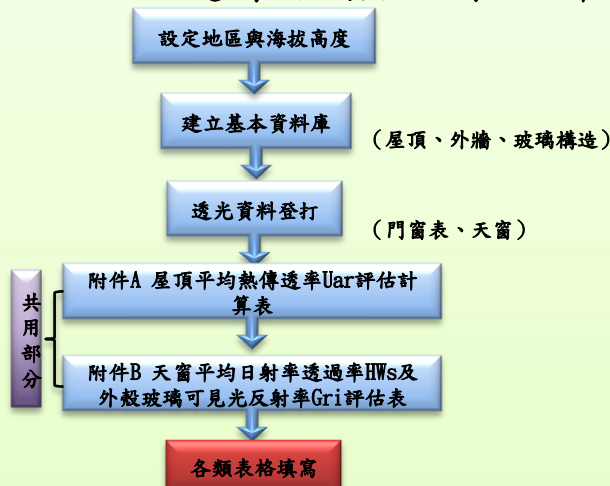 設定地區與海拔高度
建立基本資料庫
（屋頂、外牆、玻璃構造）
透光資料登打
（門窗表、天窗）
共用部分
附件A 屋頂平均熱傳透率Uar評估計
算表
附件B 天窗平均日射率透過率HWs及
外殼玻璃可見光反射率Gri評估表
各類表格填寫